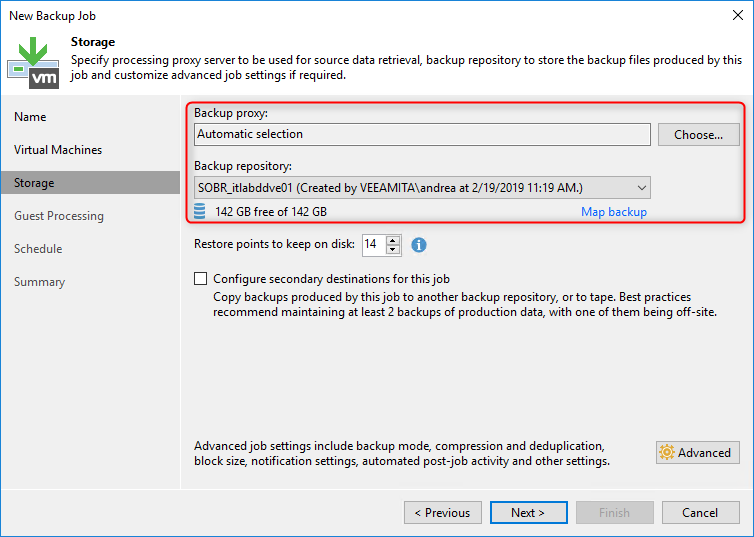 New Backup Job
Storage
Specify processing proxy server to be used for source data retrieval, backup repository to store the backup files produced by this
job and customize advanced job settings if required.
vm
Name
Virtual Machines
Storage
Guest Processing
Schedule
Summary
Backup proxy:
Automatic selection
Choose...
Backup repository:
SOBR_itlabddve01 (Created by VEEAMITA\andrea at 2/19/2019 11:19 AM.)
142 GB free of 142 GB
Map backup
Restore points to keep on disk:
14
Configure secondary destinations for this job
Copy backups produced by this job to another backup repository, or to tape. Best practices
recommend maintaining at least 2 backups of production data, with one of them being off-site.
Advanced job settings include backup mode, compression and deduplication,
block size, notification settings, automated post-job activity and other settings.
Advanced
< Previous
Next >
Finish
Cancel